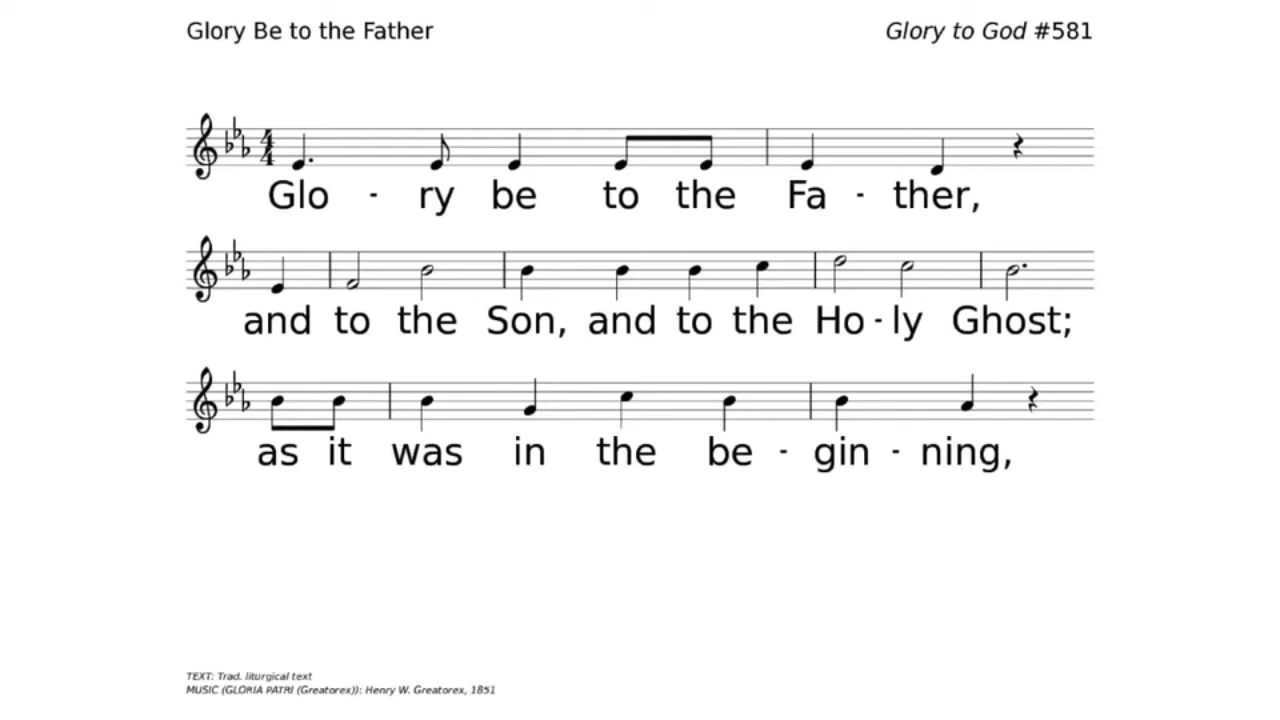 Glory Be to the Father
Glory to God #581
Glo - ry be to the Fa - ther,
and to the Son, and to the Ho - ly Ghost;
as it was in the be - gin - ning,
TEXT: Trad. liturgical text
MUSIC (GLORIA PATRI (Greatorex)): Henry W. Greatorex, 1851